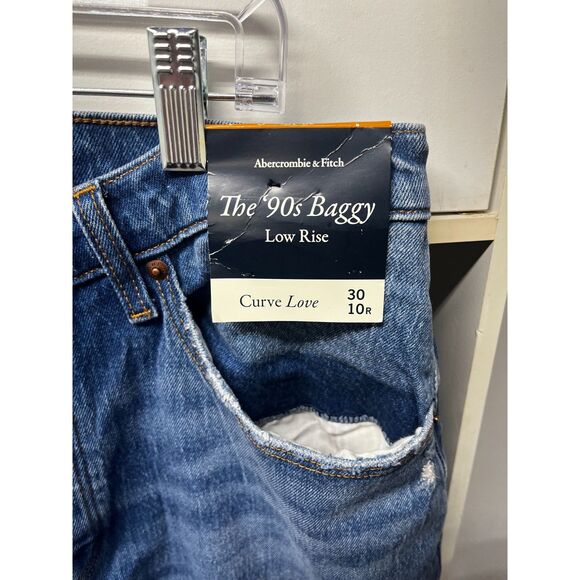 Abercrombie & Fitch
The '90s Baggy
Low Rise
Curve Love 30
10R